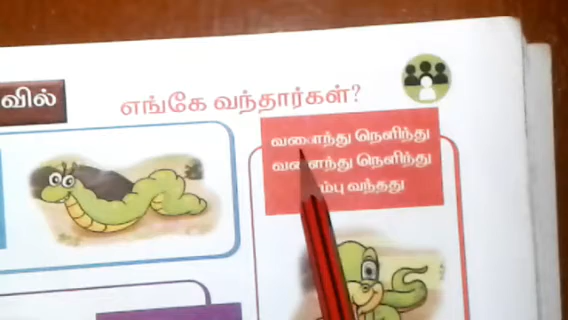 வில்
எங்கே வந்தார்கள்?
வளைந்து நெளிந்து
வளைந்து நெளிந்து
வந்தது